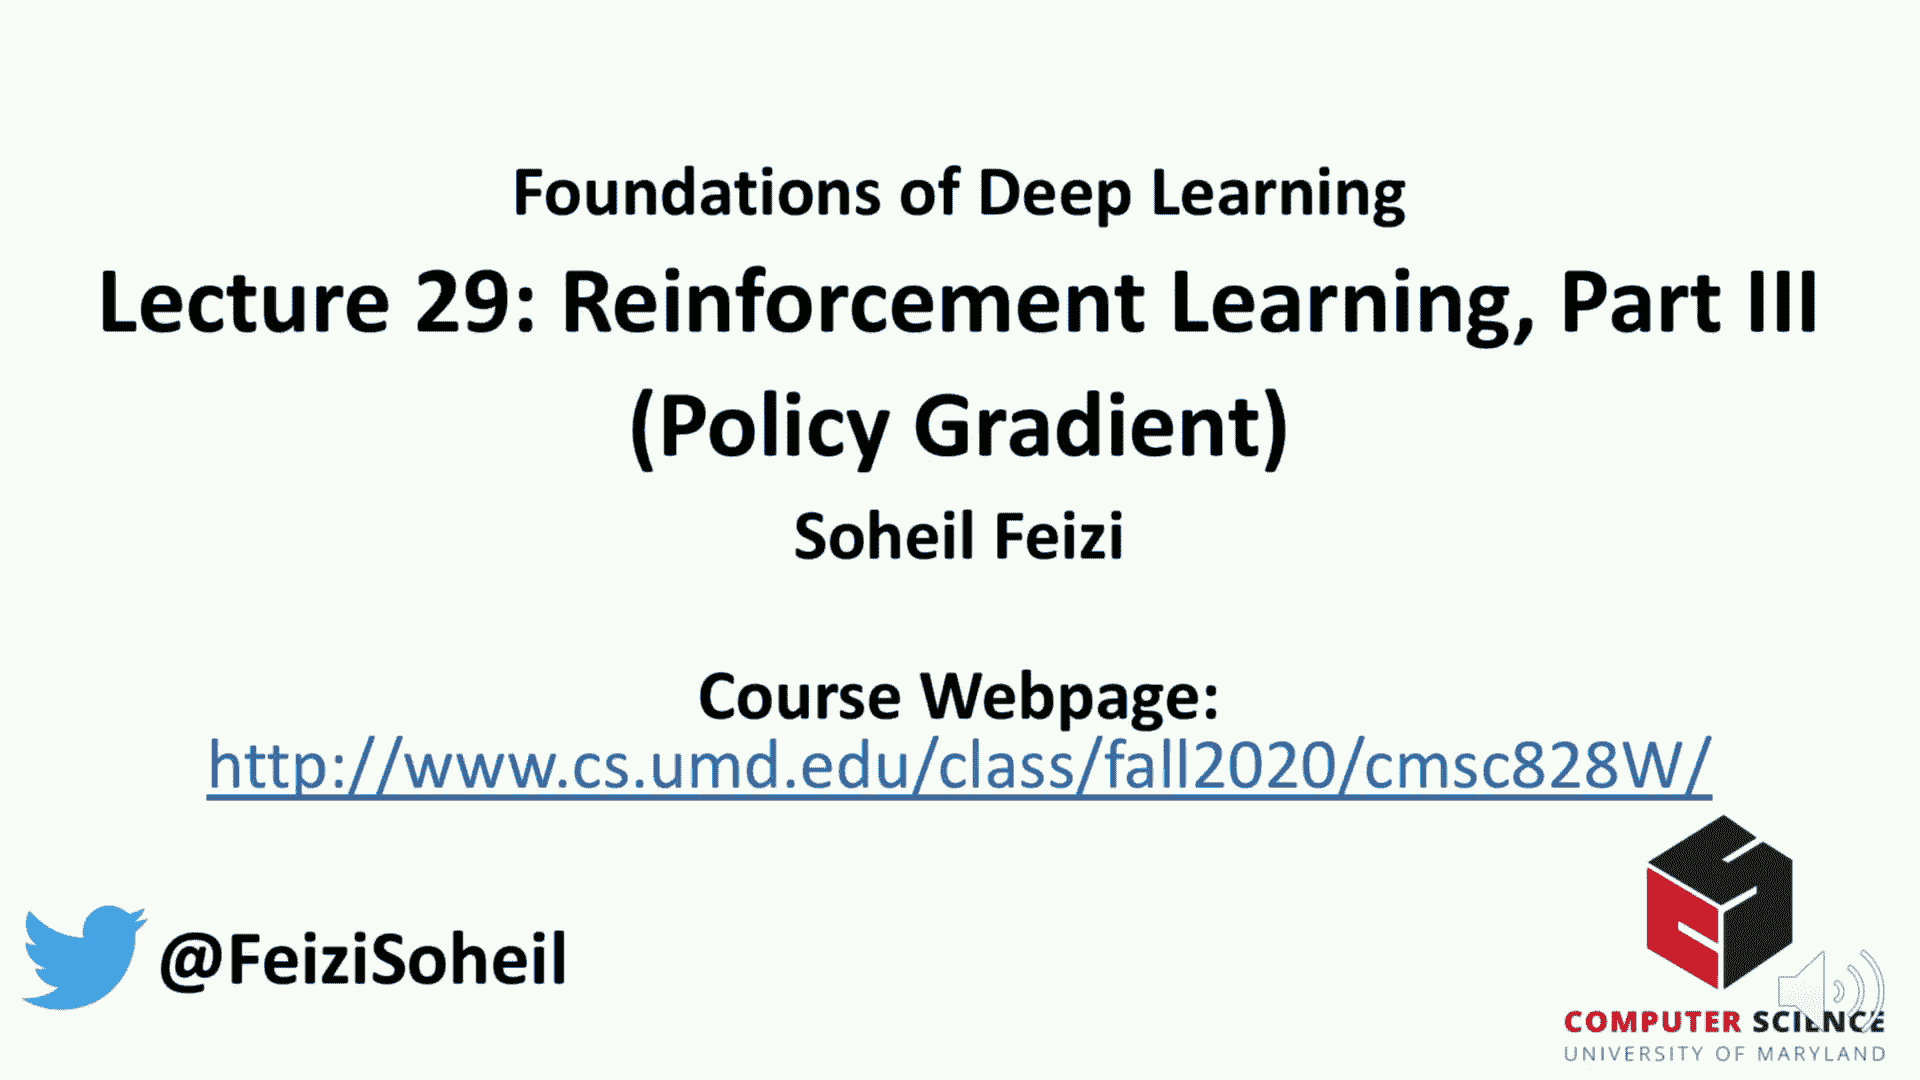 Foundations of Deep Learning
Lecture 29: Reinforcement Learning, Part III
(Policy Gradient)
Soheil Feizi
Course Webpage:
http://www.cs.umd.edu/class/fall2020/cmsc828W/
@FeiziSoheil
COMPUTER SCIENCE
UNIVERSITY OF MARYLAND